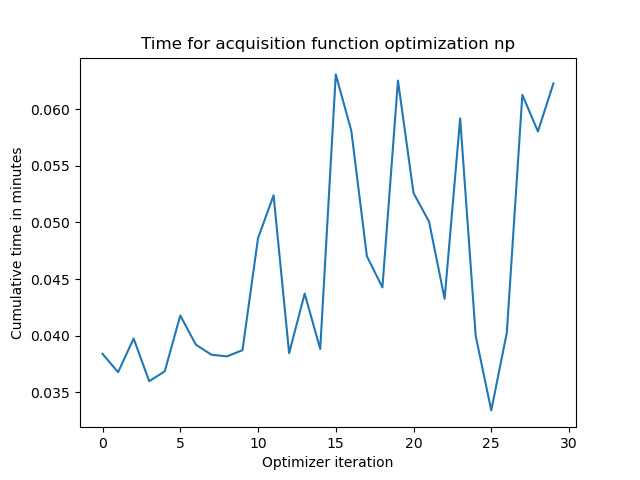 Time for acquisition function optimization np
0.060
0.055
0.050
0.045
0.040
0.035
Cumulative time in minutes
0 5 10 15 20 25 30
Optimizer iteration